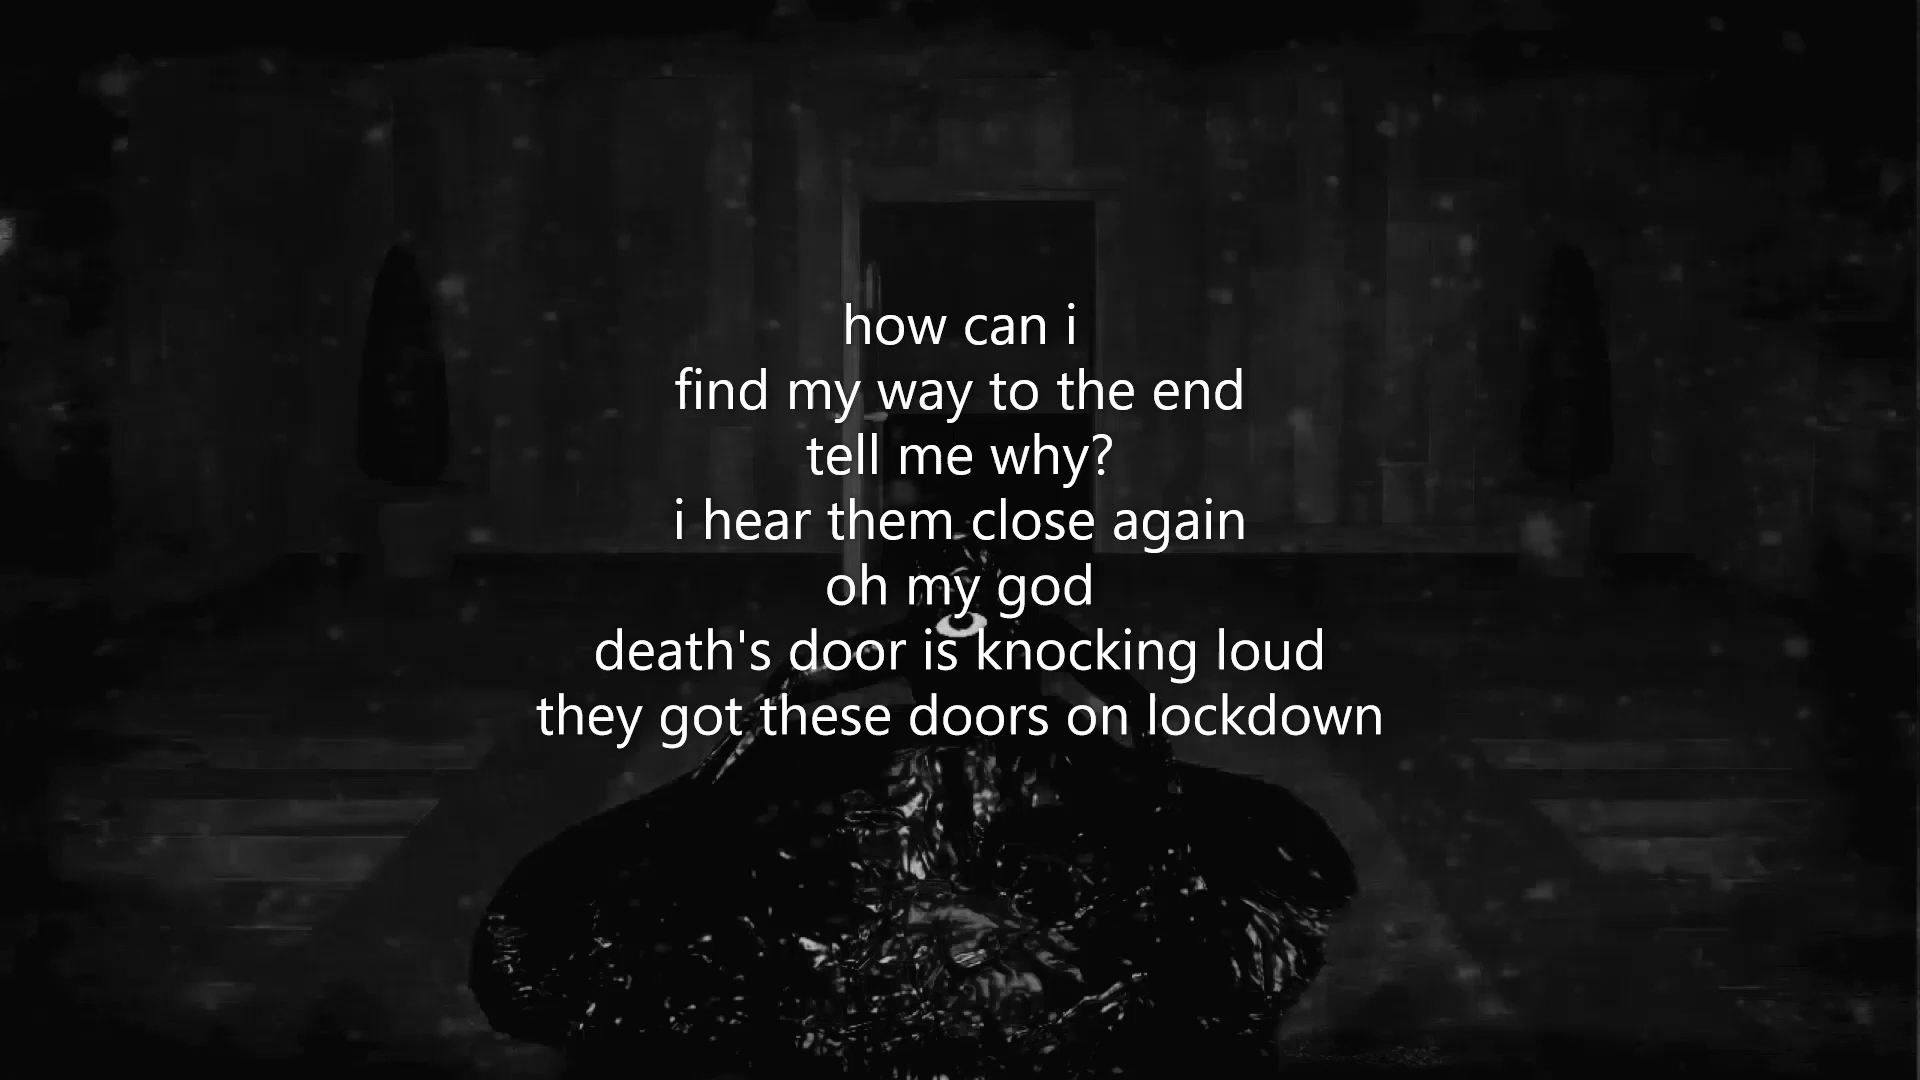 how can i
find my way to the end
tell me why?
i hear them close again
oh my god
death's door is knocking loud
they got these doors on lockdown